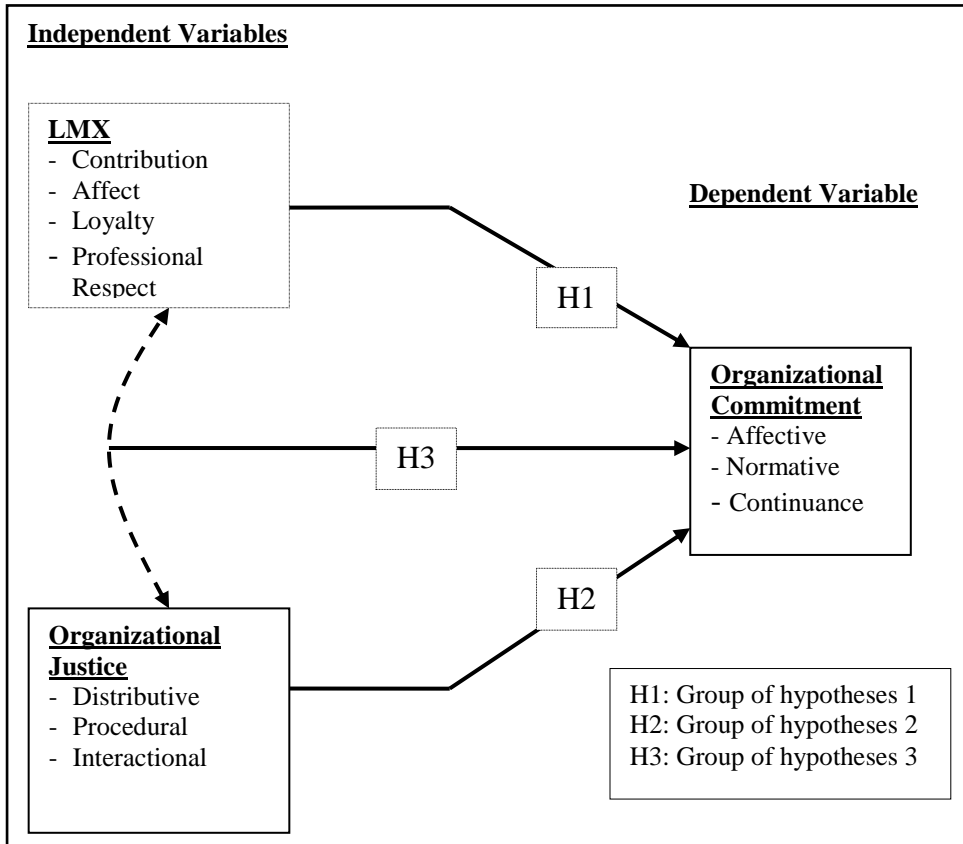 Independent Variables
LMX
- Contribution
- Affect
- Loyalty
- Professional
Respect
Dependent Variable
H1
Organizational
Commitment
- Affective
- Normative
- Continuance
H3
H2
Organizational
Justice
- Distributive
- Procedural
- Interactional
H1: Group of hypotheses 1
H2: Group of hypotheses 2
H3: Group of hypotheses 3